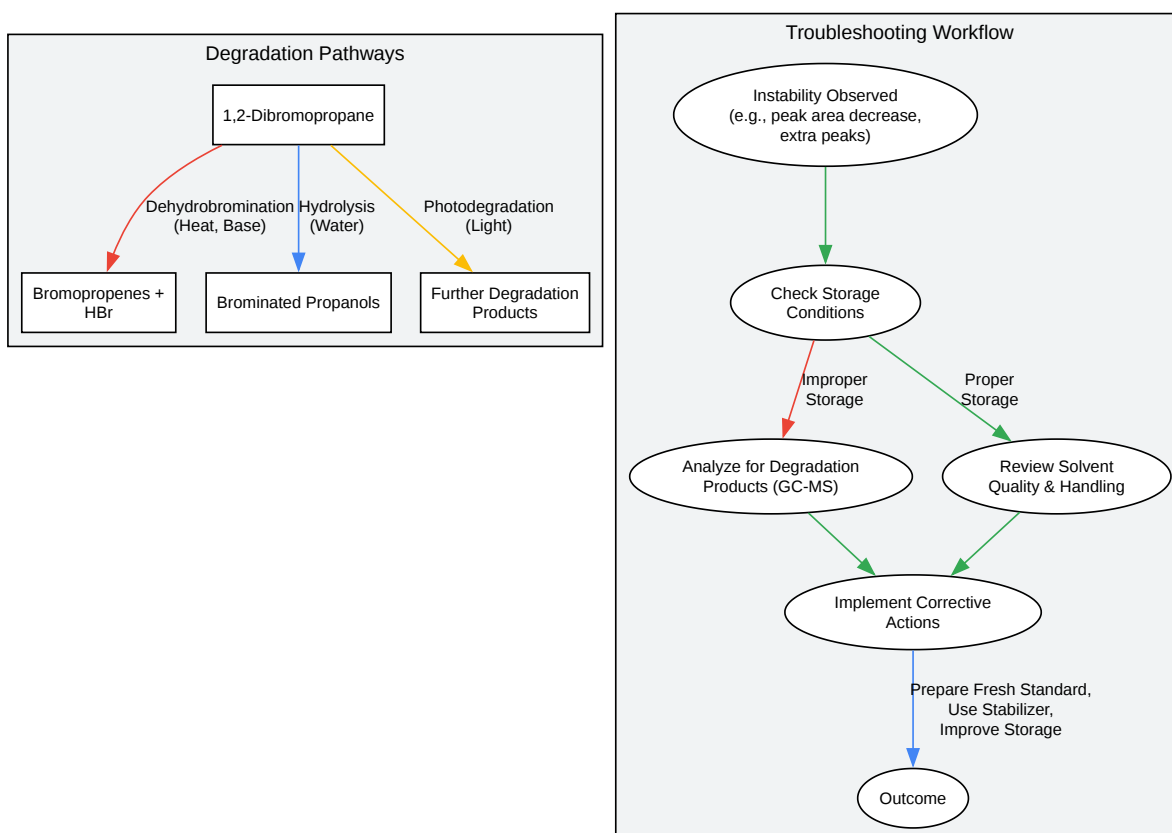 Degradation Pathways
1,2-Dibromopropane
Dehydrobromination
(Heat, Base)
Hydrolysis
(Water)
Photodegradation
(Light)
Bromopropenes +
HBr
Brominated Propanols
Further Degradation
Products
Troubleshooting Workflow
Instability Observed
(e.g., peak area decrease,
extra peaks)
Check Storage
Conditions
Improper
Storage
Proper
Storage
Analyze for Degradation
Products (GC-MS)
Review Solvent
Quality & Handling
Implement Corrective
Actions
Prepare Fresh Standard,
Use Stabilizer,
Improve Storage
Outcome